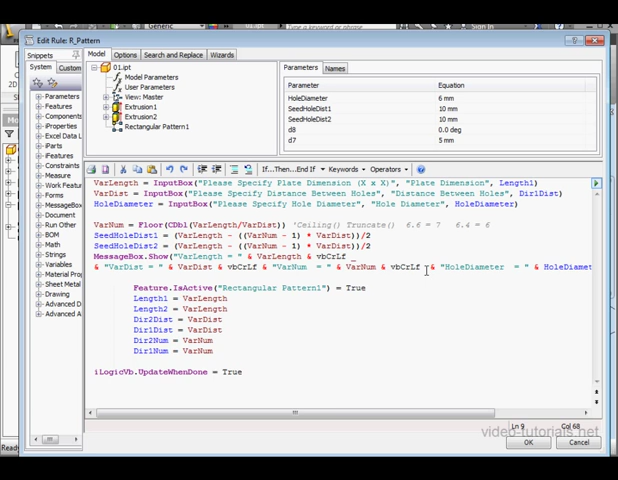 Generic
01.ipt
Sign In
Edit Rule: R_Pattern
Snippets
System
Custom
Parameters
Features
Components
iProperties
Excel Data L
iParts
iFeatures
Constraints
Measure
Work Feature
Forms
MessageBox
Document
Run Other
BOM
Math
Strings
Variables
Material Prop
Sheet Metal
Drawing
Advanced D
Advanced A
Model
Options
Search and Replace
Wizards
01.ipt
Model Parameters
User Parameters
View: Master
Extrusion1
Extrusion2
Rectangular Pattern1
Parameters
Names
Parameter Equation
HoleDiameter 6 mm
SeedHoleDist1 10 mm
SeedHoleDist2 10 mm
d8 0.0 deg
d7 5 mm
If...Then...End If Keywords Operators
VarLength = InputBox("Please Specify Plate Dimension (X x X)", "Plate Dimension", Length1)
VarDist = InputBox("Please Specify Distance Between Holes", "Distance Between Holes", Dir1Dist)
HoleDiameter = InputBox("Please Specify Hole Diameter", "Hole Diameter", HoleDiameter)
VarNum = Floor(CDbl(VarLength/VarDist)) 'Ceiling() Truncate() 6.6 = 7 6.4 = 6
SeedHoleDist1 = (VarLength - ((VarNum - 1) * VarDist))/2
SeedHoleDist2 = (VarLength - ((VarNum - 1) * VarDist))/2
MessageBox.Show("VarLength = " & VarLength & vbCrLf _
& "VarDist = " & VarDist & vbCrLf & "VarNum = " & VarNum & vbCrLf & "HoleDiameter = " & HoleDiamet
Feature.IsActive("Rectangular Pattern1") = True
Length1 = VarLength
Length2 = VarLength
Dir2Dist = VarDist
Dir1Dist = VarDist
Dir2Num = VarNum
Dir1Num = VarNum
iLogicVb.UpdateWhenDone = True
Ln 9 Col 68
video-tutorials.net
OK
Cancel